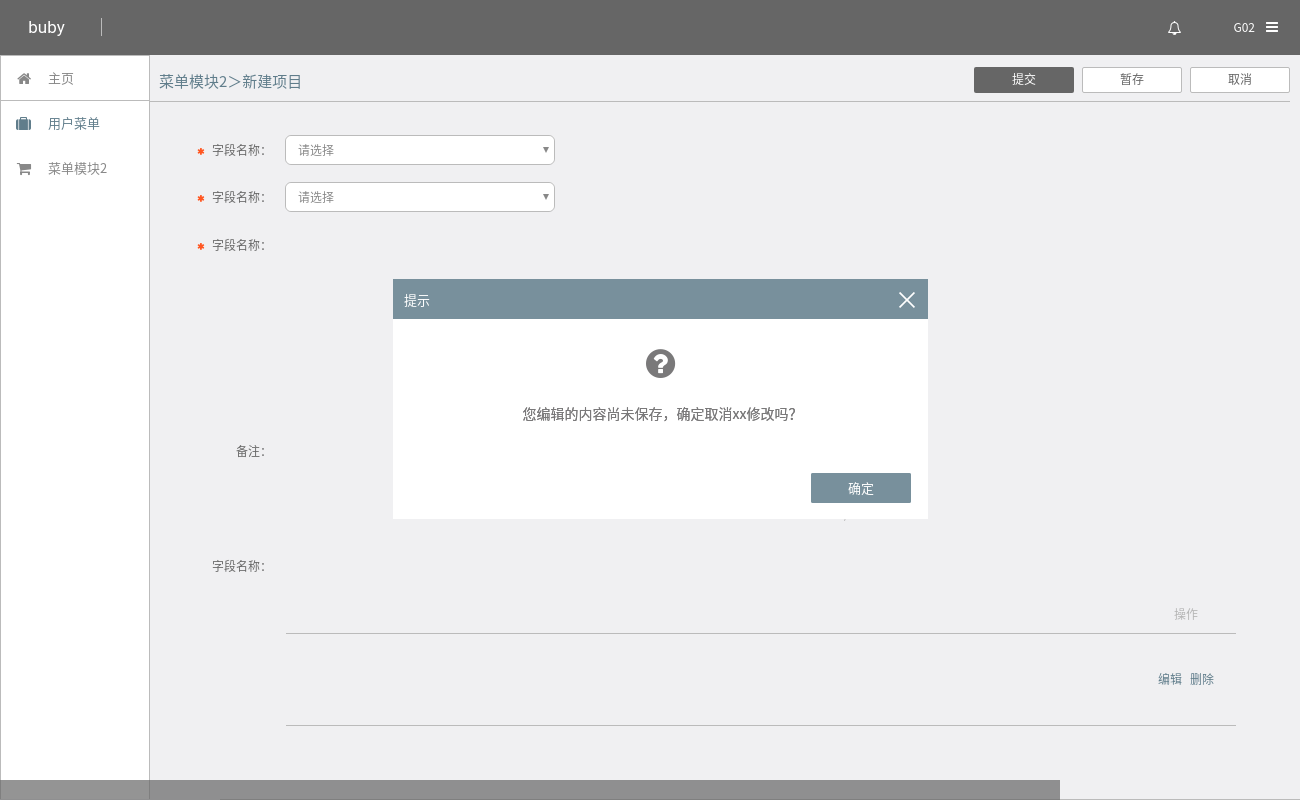 buby
G02
主页
用户菜单
菜单模块2
菜单模块2＞新建项目
提交
暂存
取消
字段名称：
请选择
字段名称：
请选择
字段名称：
提示
您编辑的内容尚未保存，确定取消xx修改吗？
确定
备注：
字段名称：
操作
编辑 删除